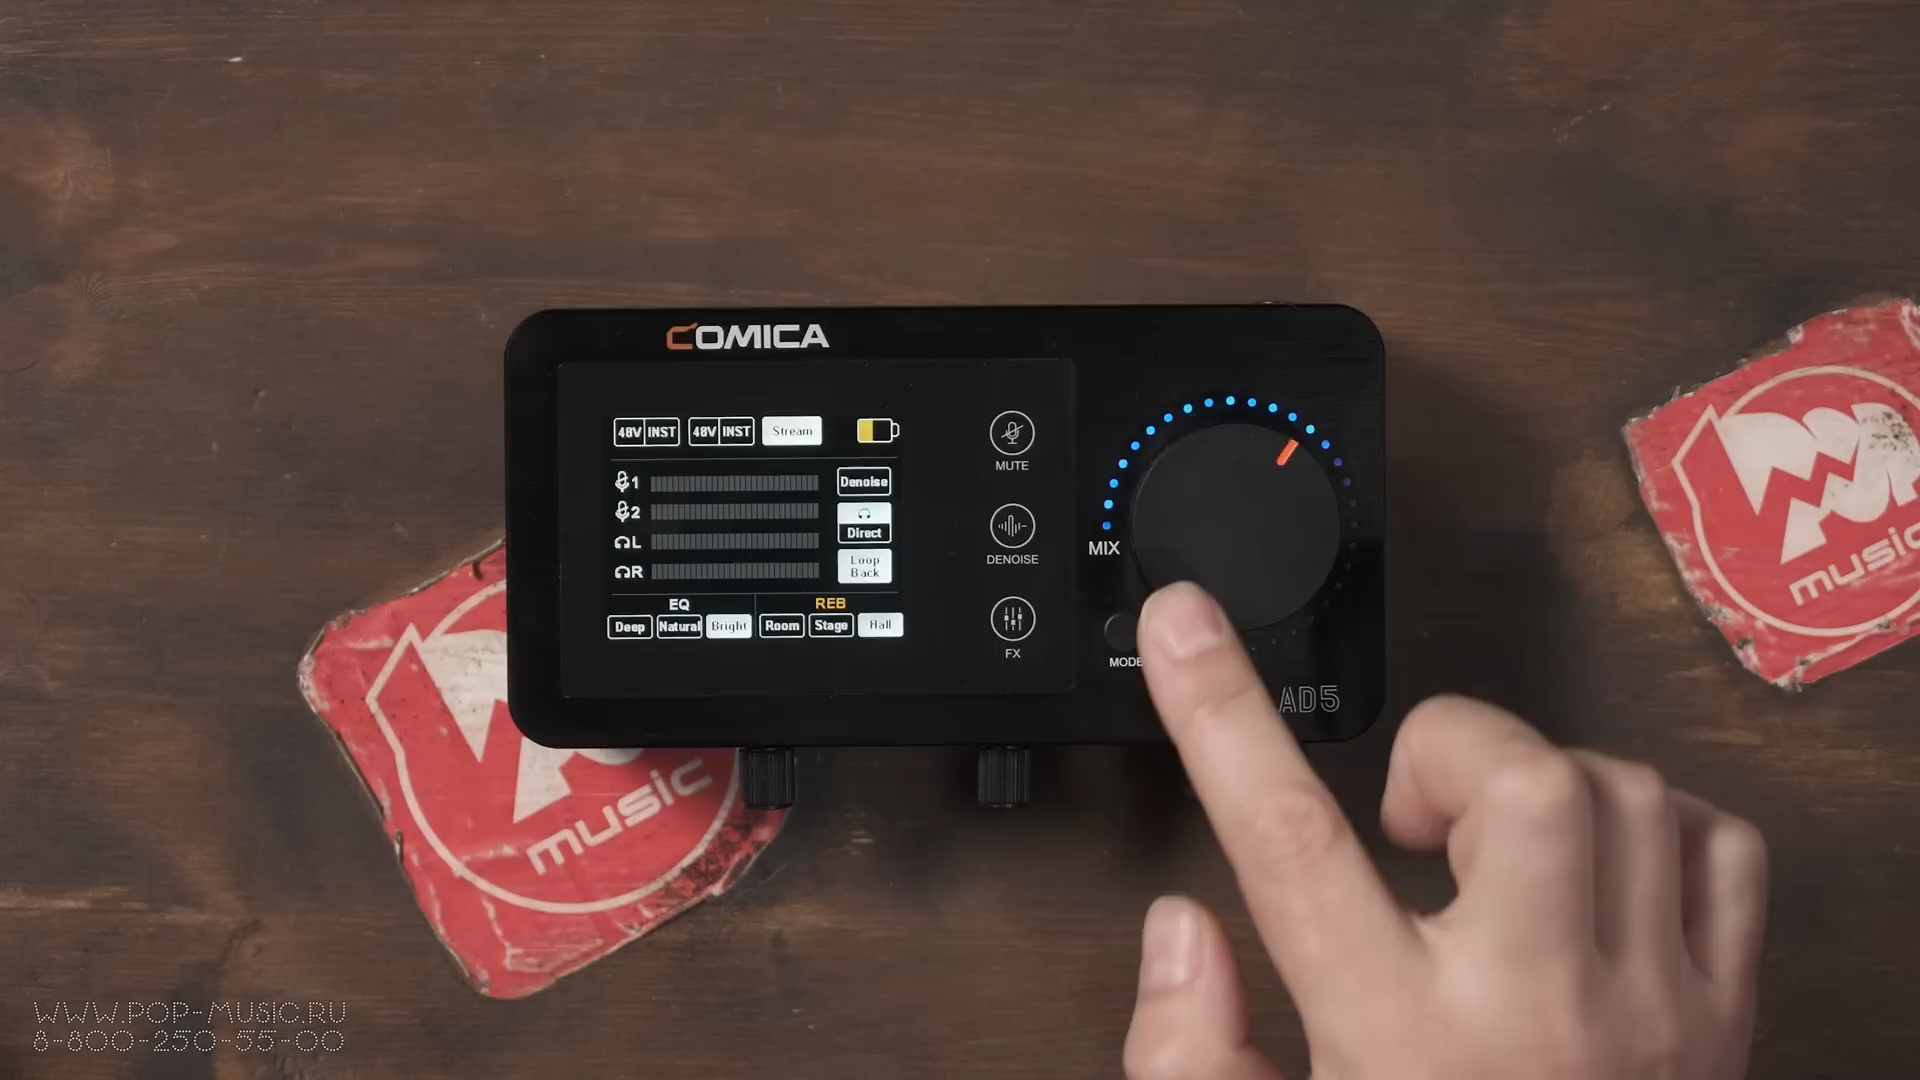 COMICA
48V INST 48V INST Stream
1
Denoise
2
Direct
L
Loop
Back
R
EQ REB
Deep Natural Bright Room Stage Hall
MUTE
DENOISE
FX
MIX
MODE
AD5
POP
music
music
WWW.POP-MUSIC.RU
8-800-250-55-00